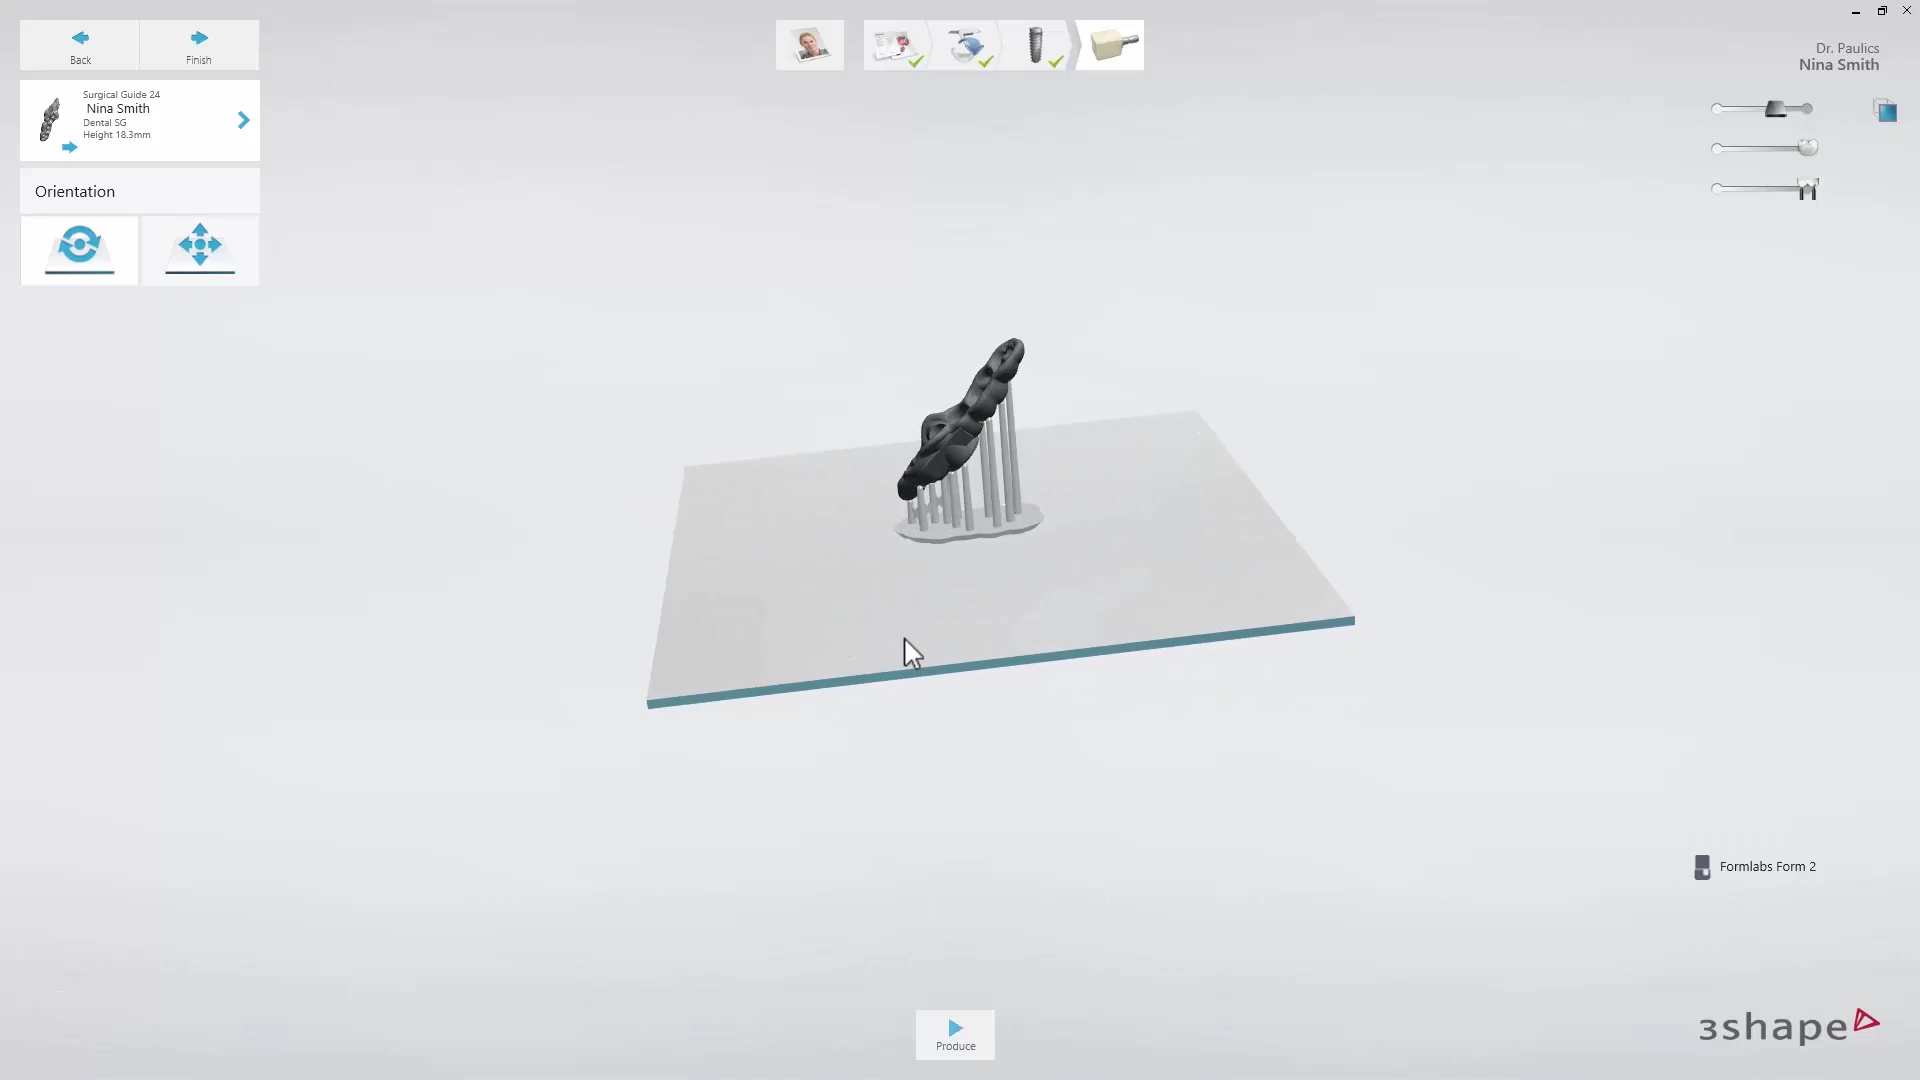 Back
Finish
Dr. Paulics
Nina Smith
Surgical Guide 24
Nina Smith
Dental SG
Height 18.3mm
Orientation
Formlabs Form 2
Produce
3shape